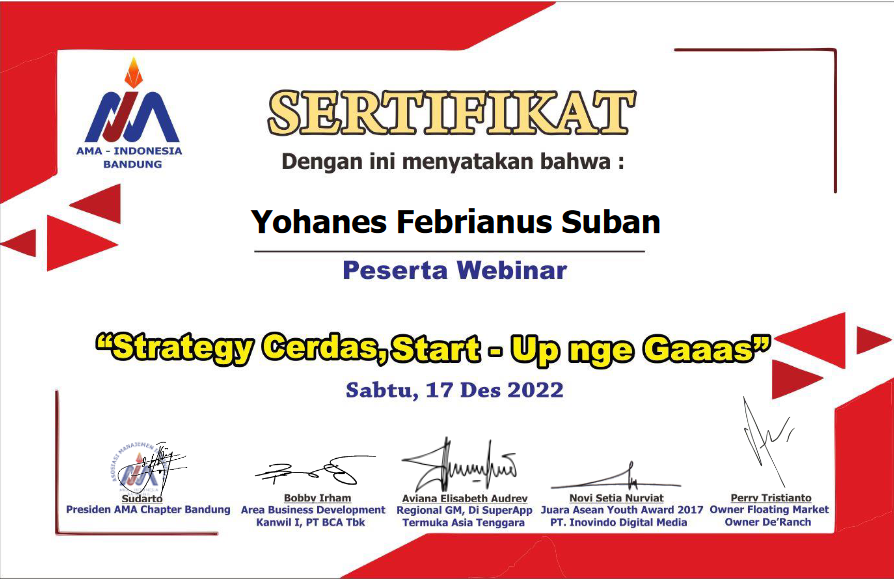 AMA - INDONESIA
BANDUNG
SERTIFIKAT
Dengan ini menyatakan bahwa :
Yohanes Febrianus Suban
Peserta Webinar
“Strategy Cerdas, Start - Up nge Gaaas”
Sabtu, 17 Des 2022
Sudarto
Presiden AMA Chapter Bandung
Bobby Irham
Area Business Development
Kanwil I, PT BCA Tbk
Aviana Elisabeth Audrey
Regional GM, Di SuperApp
Termuka Asia Tenggara
Novi Setia Nurviat
Juara Asean Youth Award 2017
PT. Inovindo Digital Media
Perry Tristianto
Owner Floating Market
Owner De’Ranch